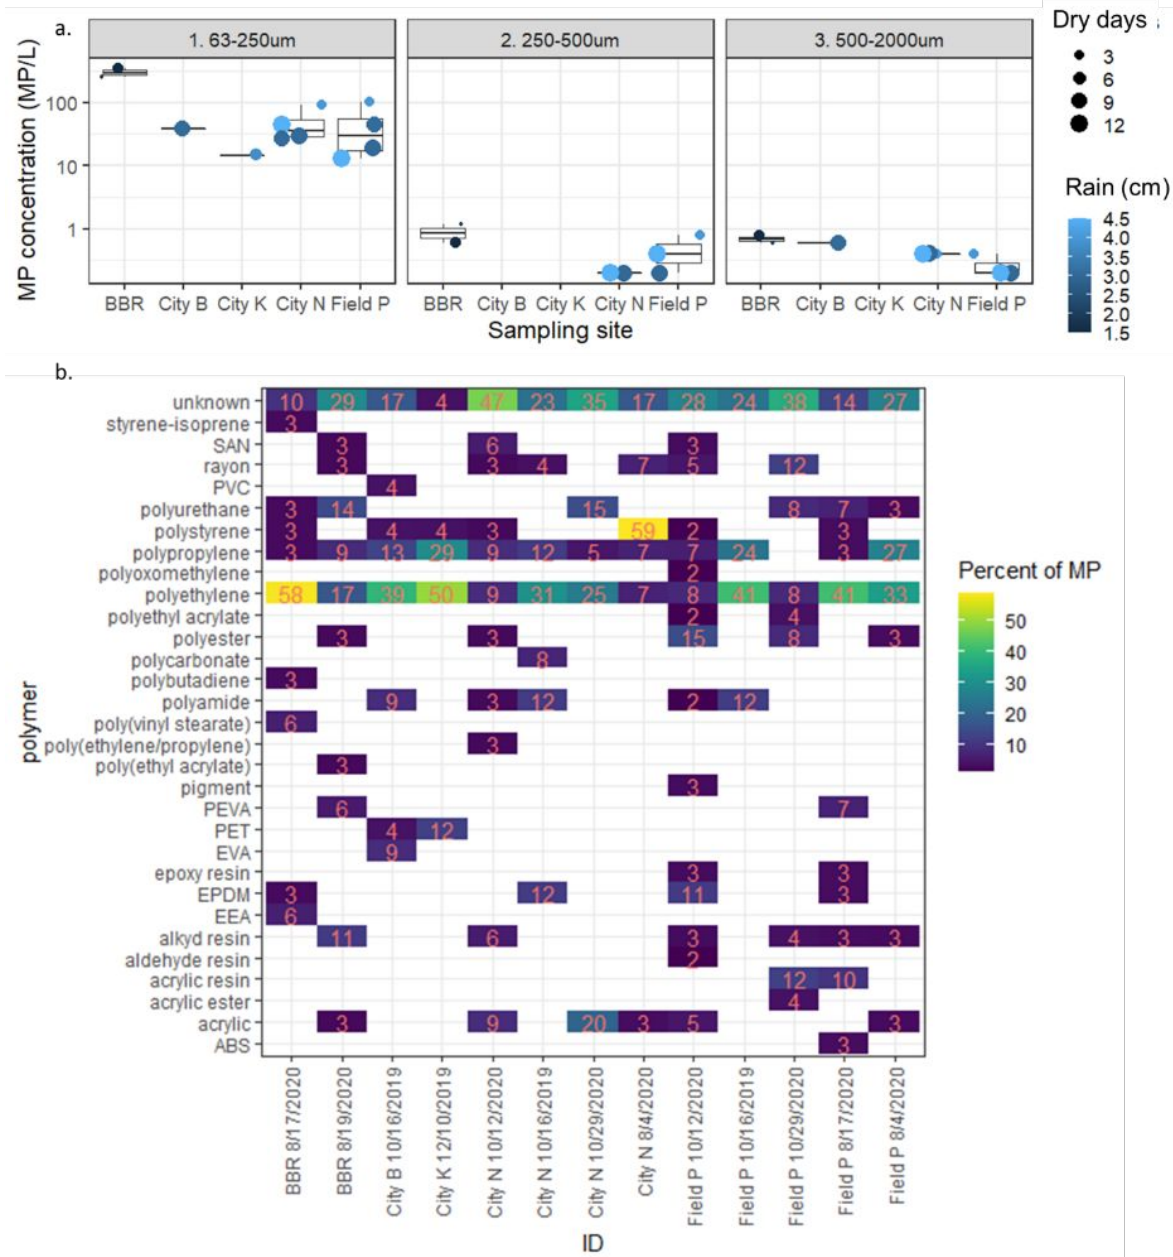 a.
1. 63-250um
2. 250-500um
3. 500-2000um
MP concentration (MP/L)
100
10
1
BBR City B City K City N Field P
BBR City B City K City N Field P
BBR City B City K City N Field P
Sampling site
Dry days
3
6
9
12
Rain (cm)
4.5
4.0
3.5
3.0
2.5
2.0
1.5
b.
polymer
unknown 10 29 17 4 47 23 35 17 28 24 38 14 27
styrene-isoprene 3
SAN 3 6 3
rayon 3 3 4 7 5 12
PVC 4
polyurethane 3 14 15 8 7 3
polystyrene 3 4 4 3 59 2 3
polypropylene 3 9 13 29 9 12 5 7 7 24 3 27
polyoxomethylene 2
polyethylene 58 17 39 50 9 31 25 7 8 41 8 41 33
polyethyl acrylate 2 4
polyester 3 3 15 8 3
polycarbonate 8
polybutadiene 3
polyamide 9 3 12 2 12
poly(vinyl stearate) 6
poly(ethylene/propylene) 3
poly(ethyl acrylate) 3
pigment 3
PEVA 6 7
PET 4 12
EVA 9
epoxy resin 3 3
EPDM 3 12 11 3
EEA 6
alkyd resin 11 6 3 4 3 3
aldehyde resin 2
acrylic resin 12 10
acrylic ester 4
acrylic 3 9 20 3 5 3
ABS 3
BBR 8/17/2020
BBR 8/19/2020
City B 10/16/2019
City K 12/10/2019
City N 10/12/2020
City N 10/16/2019
City N 10/29/2020
City N 8/4/2020
Field P 10/12/2020
Field P 10/16/2019
Field P 10/29/2020
Field P 8/17/2020
Field P 8/4/2020
ID
Percent of MP
50
40
30
20
10